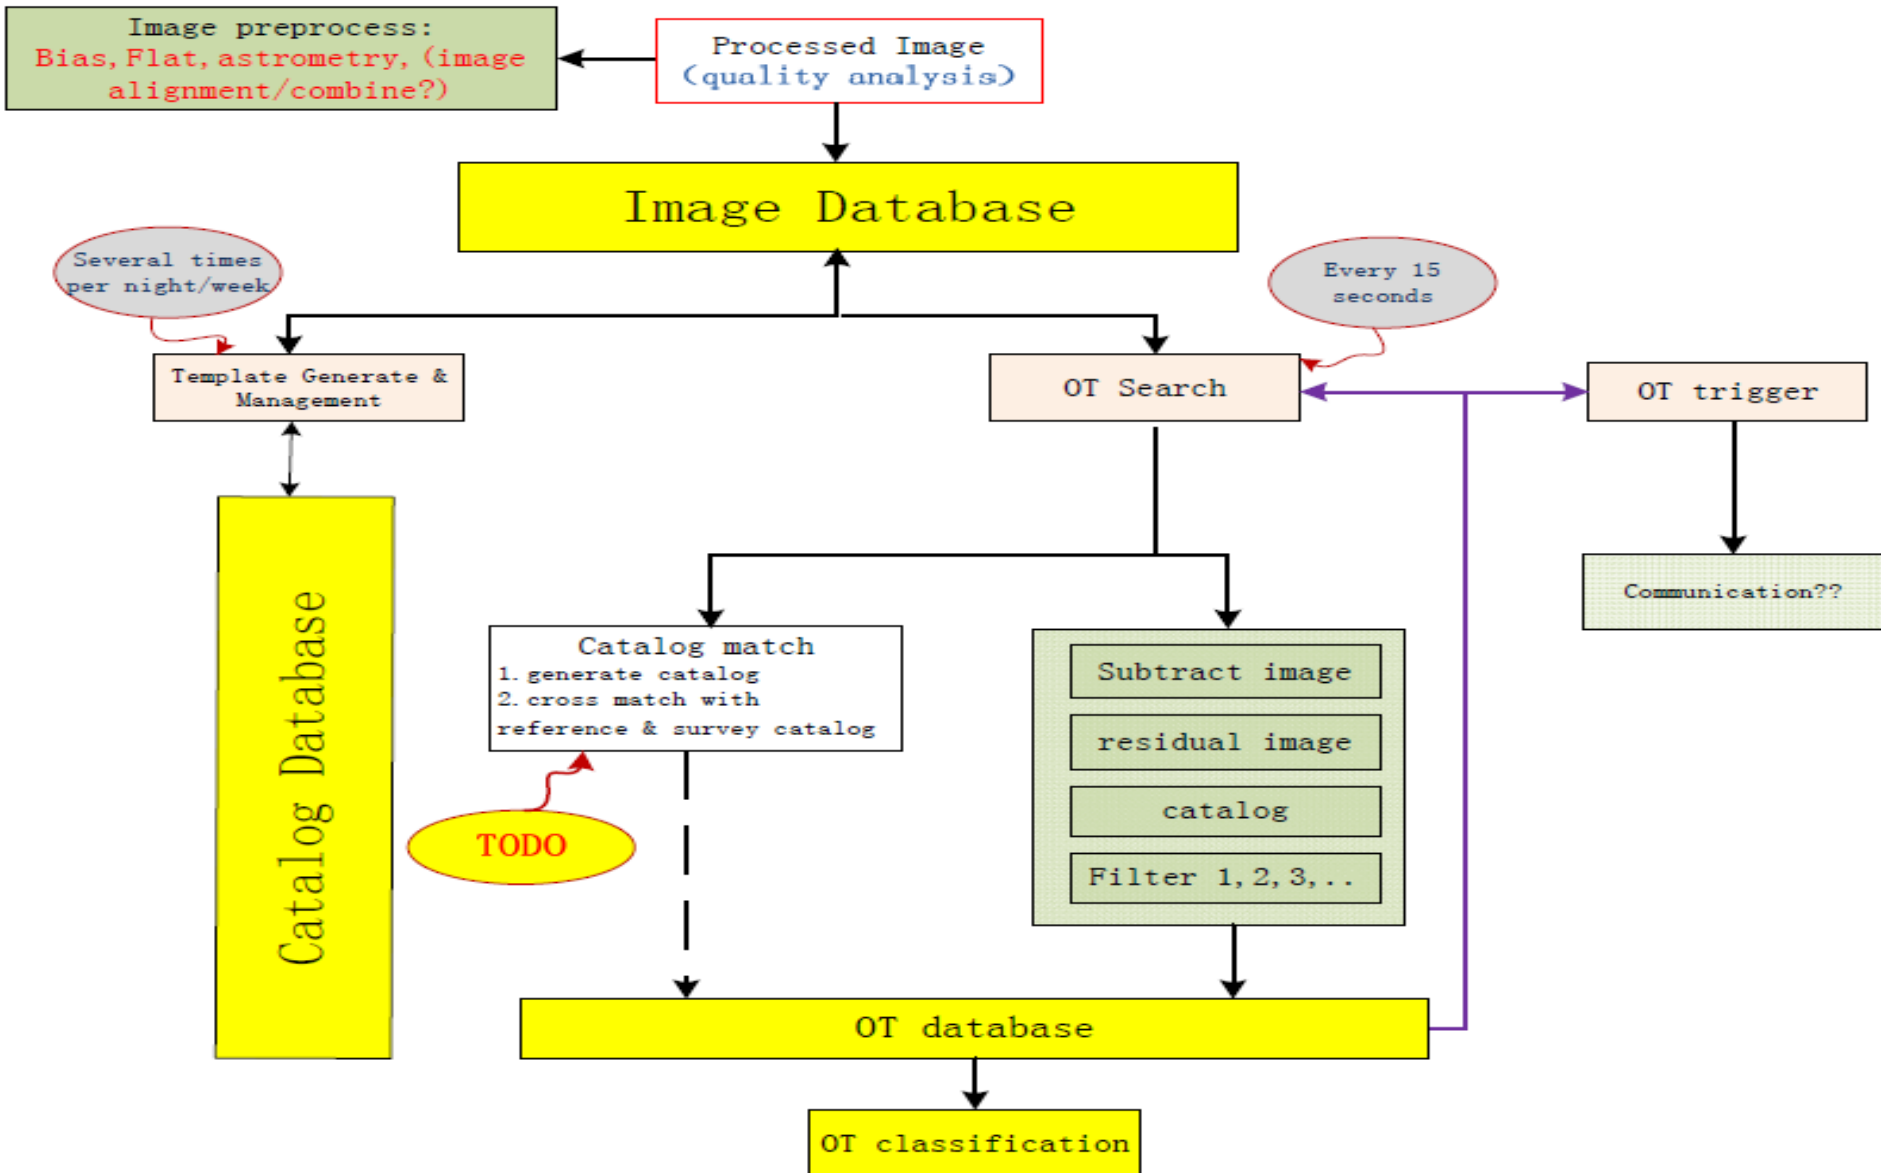 Image preprocess:
Bias, Flat, astrometry, (image
alignment/combine?)
Processed Image
(quality analysis)
Image Database
Several times
per night/week
Every 15
seconds
Template Generate &
Management
OT Search
OT trigger
Communication??
Catalog Database
Catalog match
1. generate catalog
2. cross match with
reference & survey catalog
TODO
Subtract image
residual image
catalog
Filter 1, 2, 3, ..
OT database
OT classification